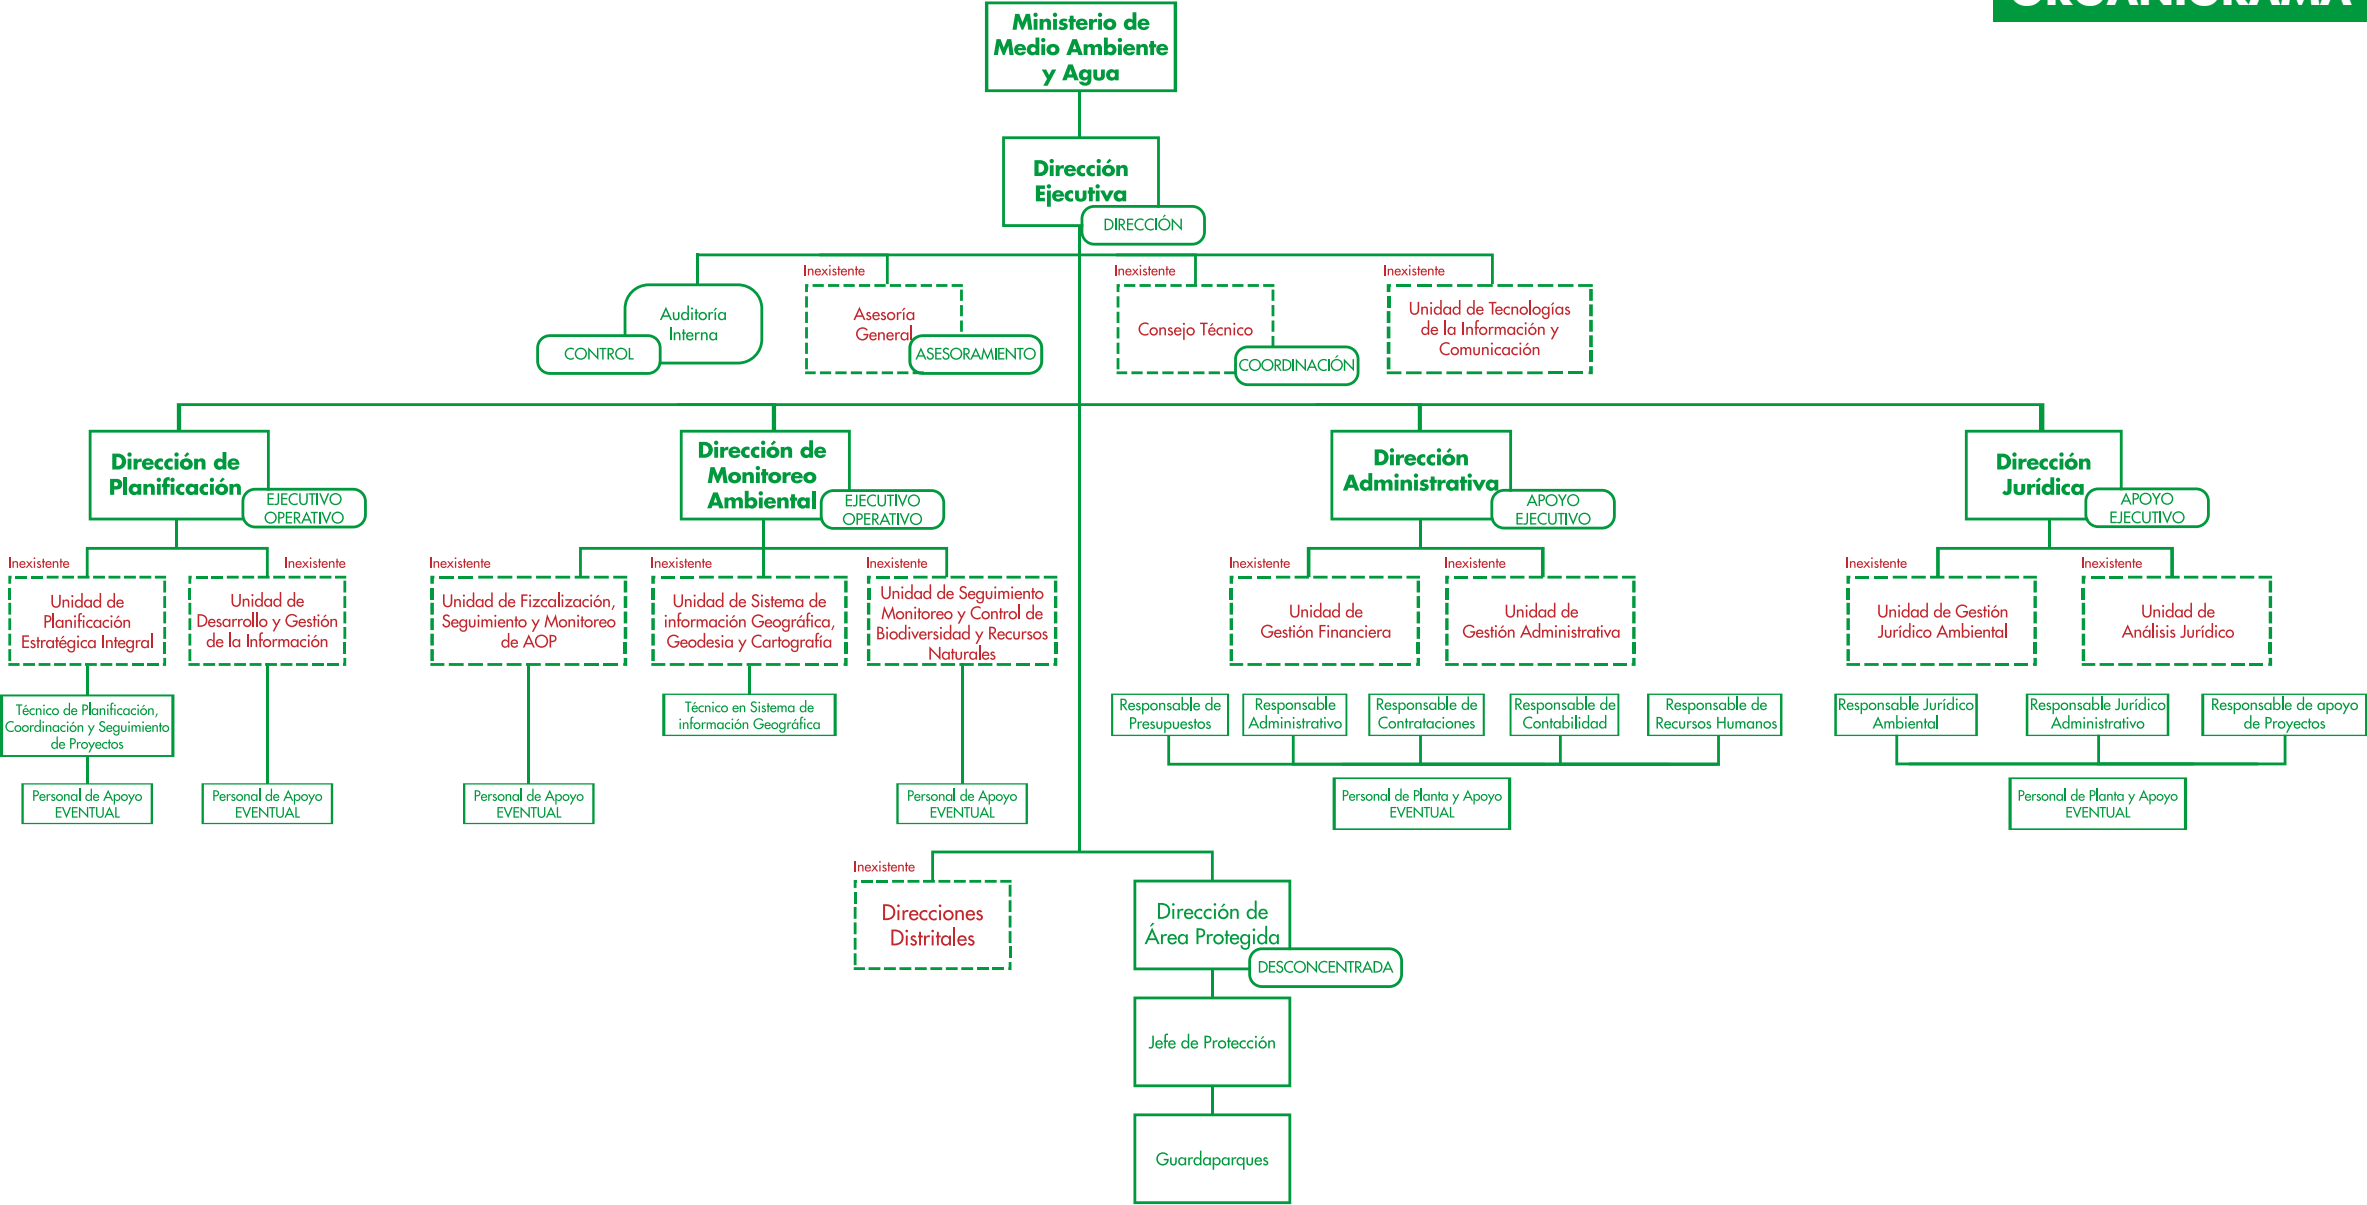 ORGANIGRAMA
Ministerio de
Medio Ambiente
y Agua
Dirección
Ejecutiva
DIRECCIÓN
Inexistente
Inexistente
Inexistente
Auditoría
Interna
CONTROL
Asesoría
General
ASESORAMIENTO
Consejo Técnico
COORDINACIÓN
Unidad de Tecnologías
de la Información y
Comunicación
Dirección de
Planificación
EJECUTIVO
OPERATIVO
Dirección de
Monitoreo
Ambiental
EJECUTIVO
OPERATIVO
Dirección
Administrativa
APOYO
EJECUTIVO
Dirección
Jurídica
APOYO
EJECUTIVO
Inexistente
Inexistente
Inexistente
Inexistente
Inexistente
Inexistente
Inexistente
Inexistente
Inexistente
Unidad de
Planificación
Estratégica Integral
Unidad de
Desarrollo y Gestión
de la Información
Unidad de Fizcalización,
Seguimiento y Monitoreo
de AOP
Unidad de Sistema de
información Geográfica,
Geodesia y Cartografía
Unidad de Seguimiento
Monitoreo y Control de
Biodiversidad y Recursos
Naturales
Unidad de
Gestión Financiera
Unidad de
Gestión Administrativa
Unidad de Gestión
Jurídico Ambiental
Unidad de
Análisis Jurídico
Técnico de Planificación,
Coordinación y Seguimiento
de Proyectos
Técnico en Sistema de
información Geográfica
Responsable de
Presupuestos
Responsable
Administrativo
Responsable de
Contrataciones
Responsable de
Contabilidad
Responsable de
Recursos Humanos
Responsable Jurídico
Ambiental
Responsable Jurídico
Administrativo
Responsable de apoyo
de Proyectos
Personal de Apoyo
EVENTUAL
Personal de Apoyo
EVENTUAL
Personal de Apoyo
EVENTUAL
Personal de Apoyo
EVENTUAL
Personal de Planta y Apoyo
EVENTUAL
Personal de Planta y Apoyo
EVENTUAL
Inexistente
Direcciones
Distritales
Dirección de
Área Protegida
DESCONCENTRADA
Jefe de Protección
Guardaparques